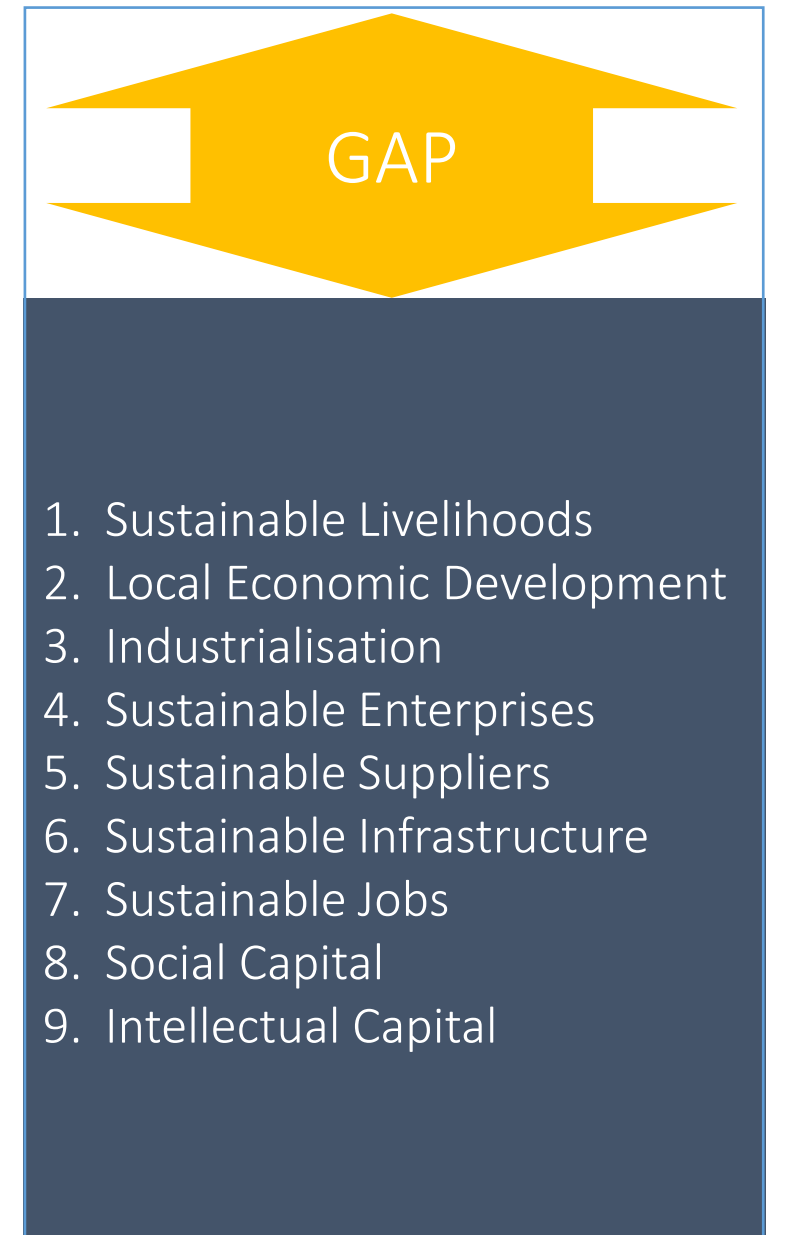 GAP
1. Sustainable Livelihoods
2. Local Economic Development
3. Industrialisation
4. Sustainable Enterprises
5. Sustainable Suppliers
6. Sustainable Infrastructure
7. Sustainable Jobs
8. Social Capital
9. Intellectual Capital